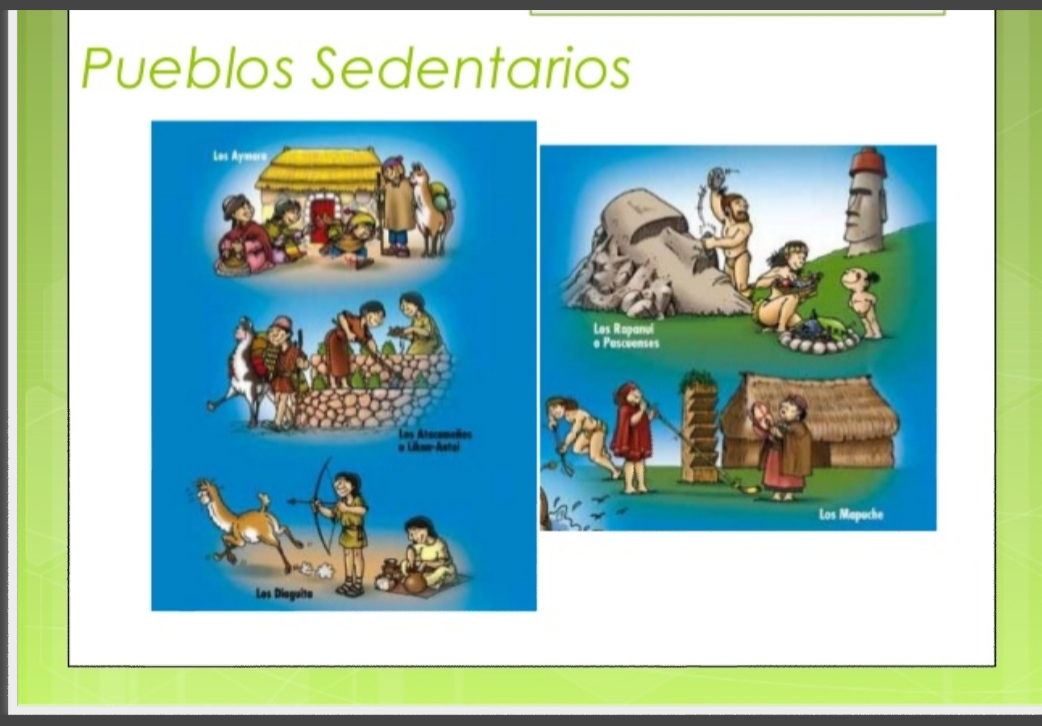 Pueblos Sedentarios
Los Aymara
Los Atacameños
o Likan-Antai
Los Diaguita
Los Rapanui
o Pascuenses
Los Mapuche